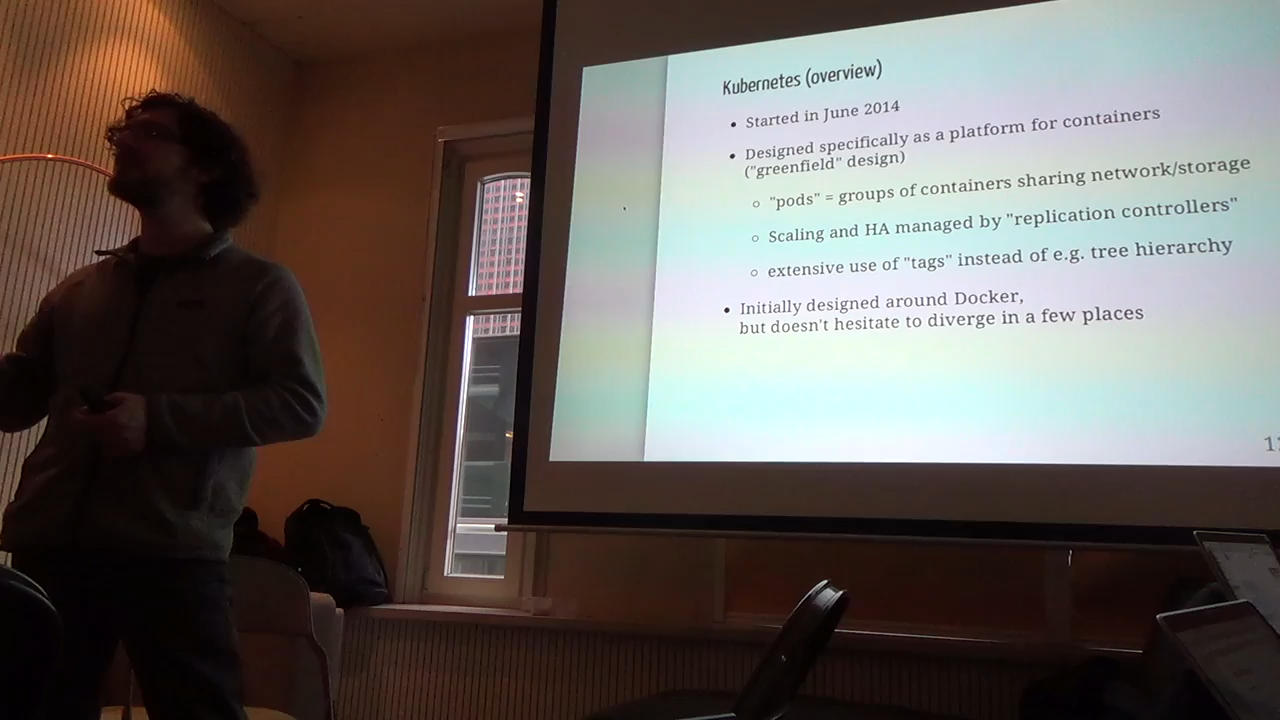 Kubernetes (overview)
• Started in June 2014
• Designed specifically as a platform for containers
("greenfield" design)
○ "pods" = groups of containers sharing network/storage
○ Scaling and HA managed by "replication controllers"
○ extensive use of "tags" instead of e.g. tree hierarchy
• Initially designed around Docker,
but doesn't hesitate to diverge in a few places